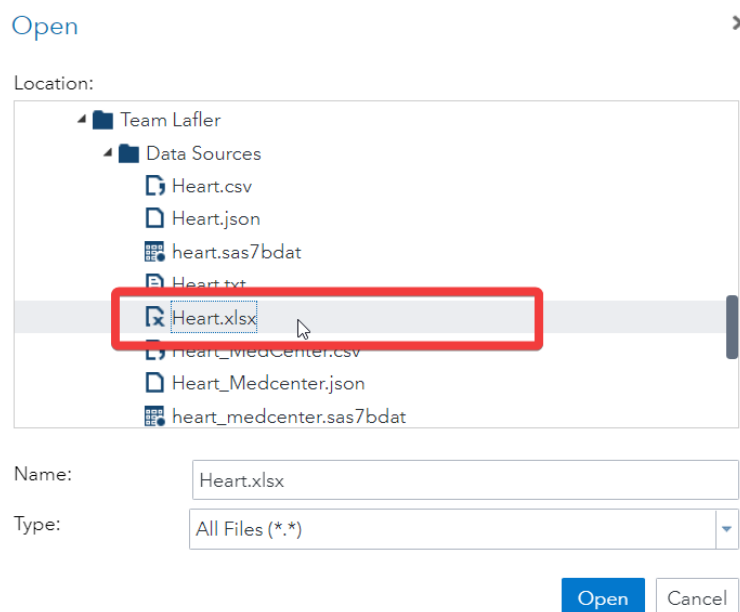 Open
Location:
Team Lafler
Data Sources
Heart.csv
Heart.json
heart.sas7bdat
Heart.txt
Heart.xlsx
Heart_MedCenter.csv
Heart_Medcenter.json
heart_medcenter.sas7bdat
Name: Heart.xlsx
Type: All Files (*.*)
Open Cancel